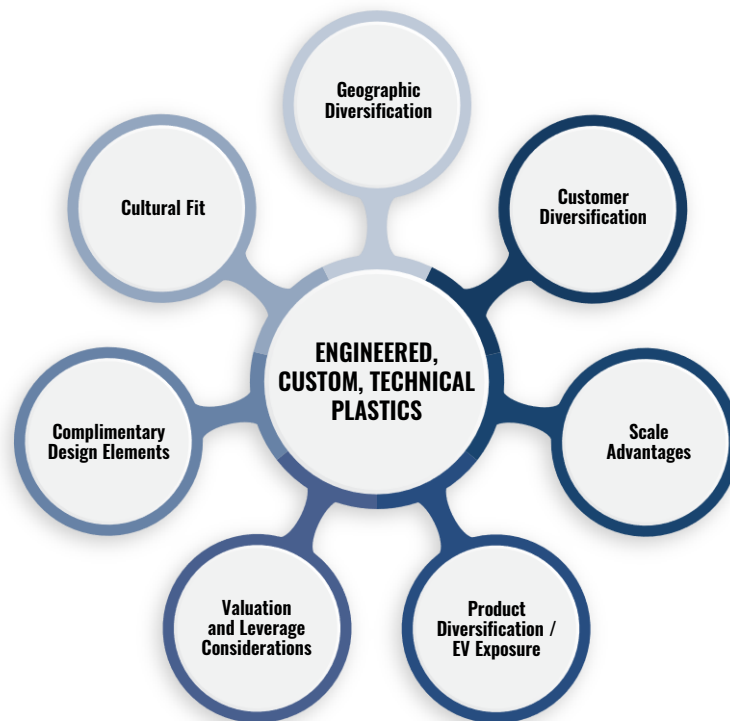 Geographic
Diversification
Cultural Fit
Customer
Diversification
ENGINEERED,
CUSTOM, TECHNICAL
PLASTICS
Complimentary
Design Elements
Scale
Advantages
Valuation
and Leverage
Considerations
Product
Diversification /
EV Exposure